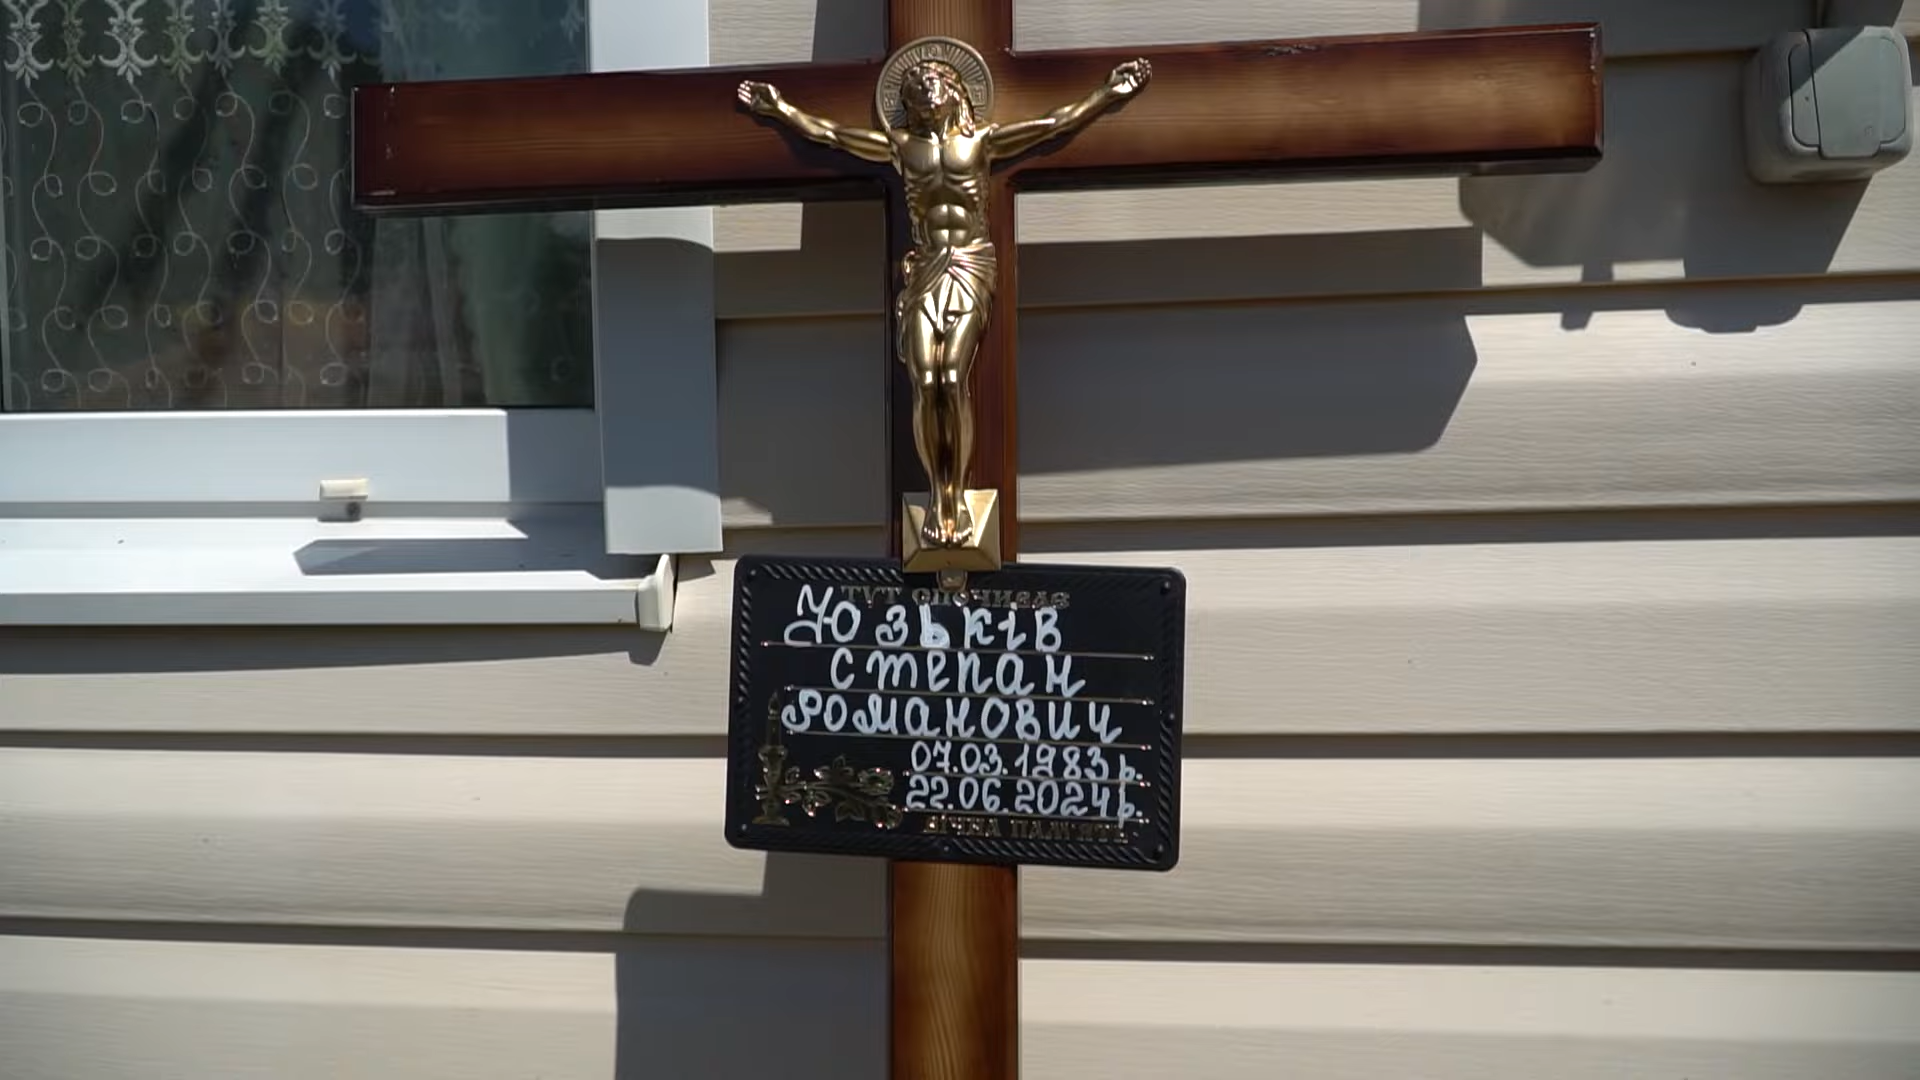 ТУТ СПОЧИВАЄ
Юзьків
Степан
Романович
07.03.1983р.
22.06.2024р.
ВІЧНА ПАМ'ЯТЬ